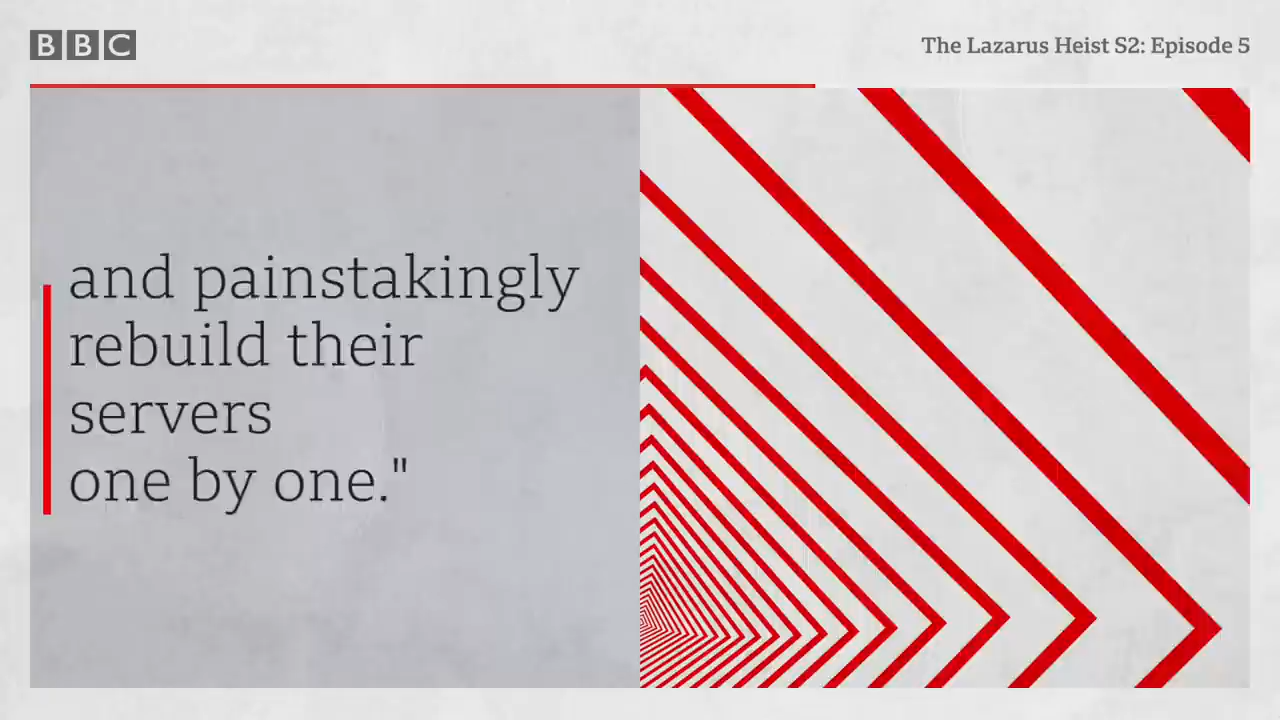 BBC
The Lazarus Heist S2: Episode 5
and painstakingly
rebuild their
servers
one by one."